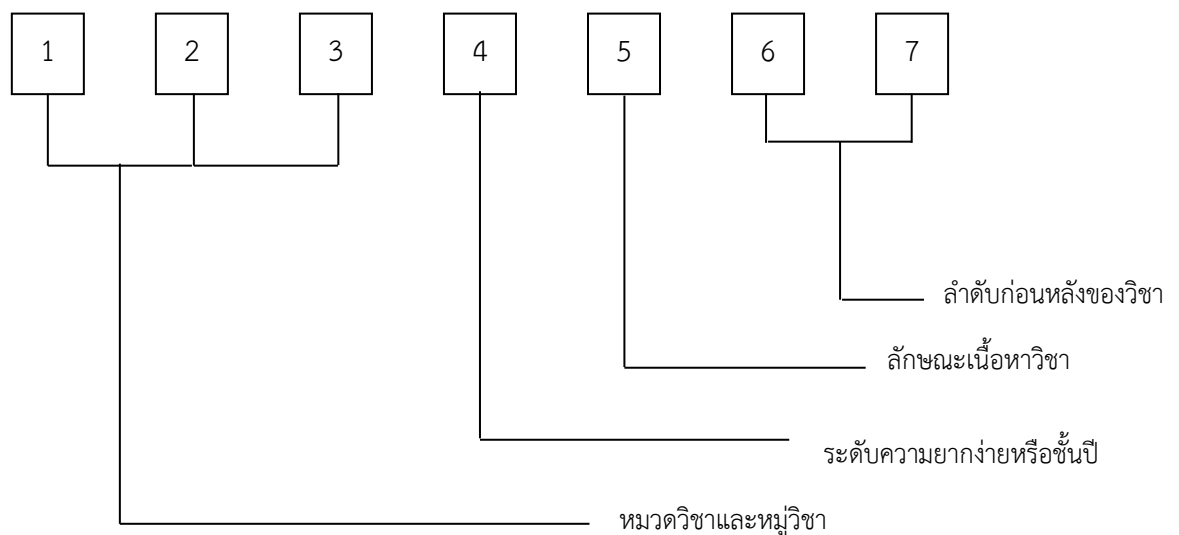 1 2 3 4 5 6 7
ลำดับก่อนหลังของวิชา
ลักษณะเนื้อหาวิชา
ระดับความยากง่ายหรือชั้นปี
หมวดวิชาและหมู่วิชา